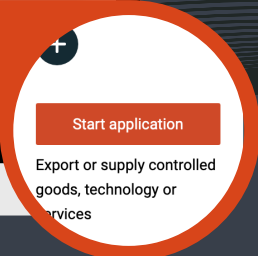 Start application
Export or supply controlled
goods, technology or
services